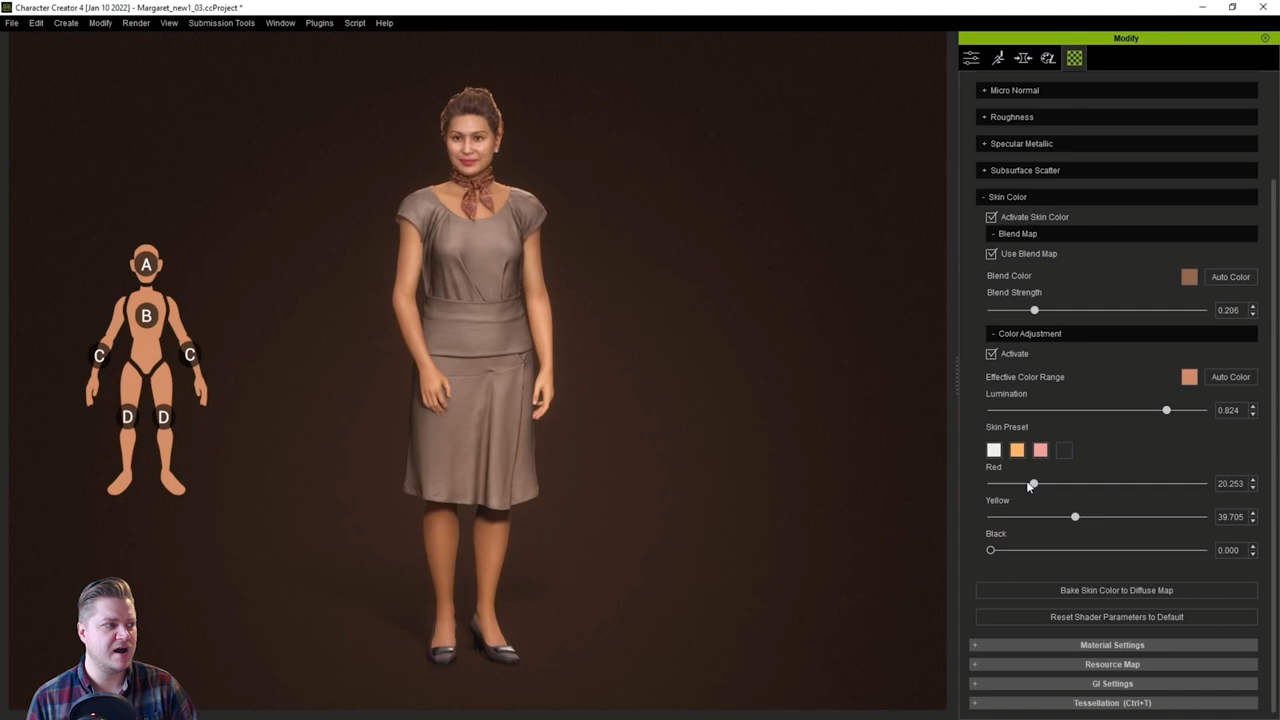 Character Creator 4 [Jan 10 2022] - Margaret_new1_03.ccProject *
File Edit Create Modify Render View Submission Tools Window Plugins Script Help
Modify
+ Micro Normal
+ Roughness
+ Specular Metallic
+ Subsurface Scatter
- Skin Color
Activate Skin Color
- Blend Map
Use Blend Map
Blend Color Auto Color
Blend Strength
0.206
- Color Adjustment
Activate
Effective Color Range Auto Color
Lumination
0.824
Skin Preset
Red
20.253
Yellow
39.705
Black
0.000
Bake Skin Color to Diffuse Map
Reset Shader Parameters to Default
+ Material Settings
+ Resource Map
+ GI Settings
+ Tessellation (Ctrl+T)
A
B
C C
D D